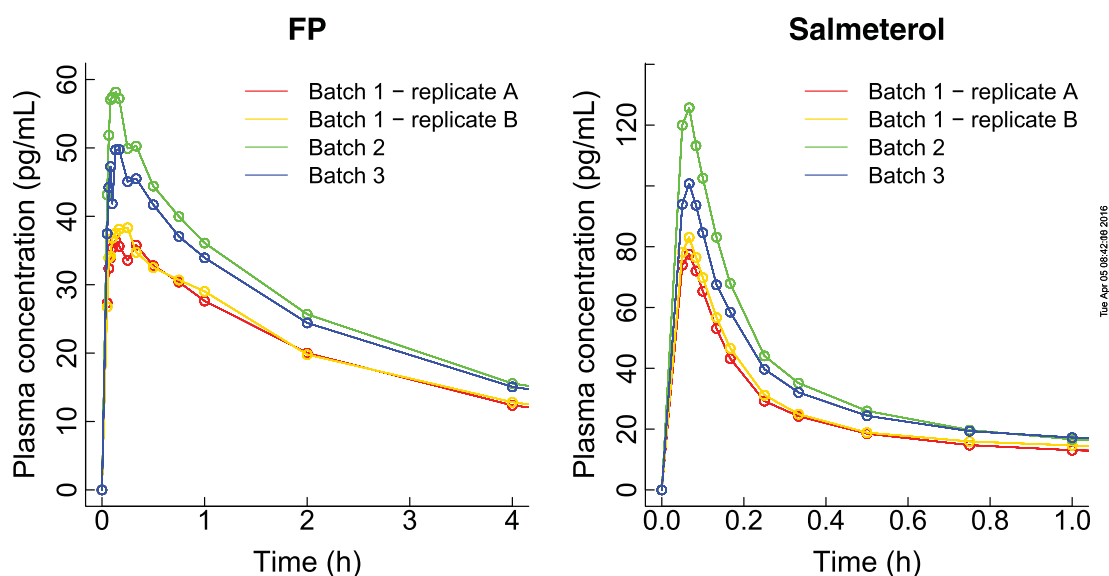 FP
Plasma concentration (pg/mL)
60
50
40
30
20
10
0
Batch 1 − replicate A
Batch 1 − replicate B
Batch 2
Batch 3
0 1 2 3 4
Time (h)
Salmeterol
Plasma concentration (pg/mL)
120
80
60
40
20
0
Batch 1 − replicate A
Batch 1 − replicate B
Batch 2
Batch 3
0.0 0.2 0.4 0.6 0.8 1.0
Time (h)
Tue Apr 05 2016